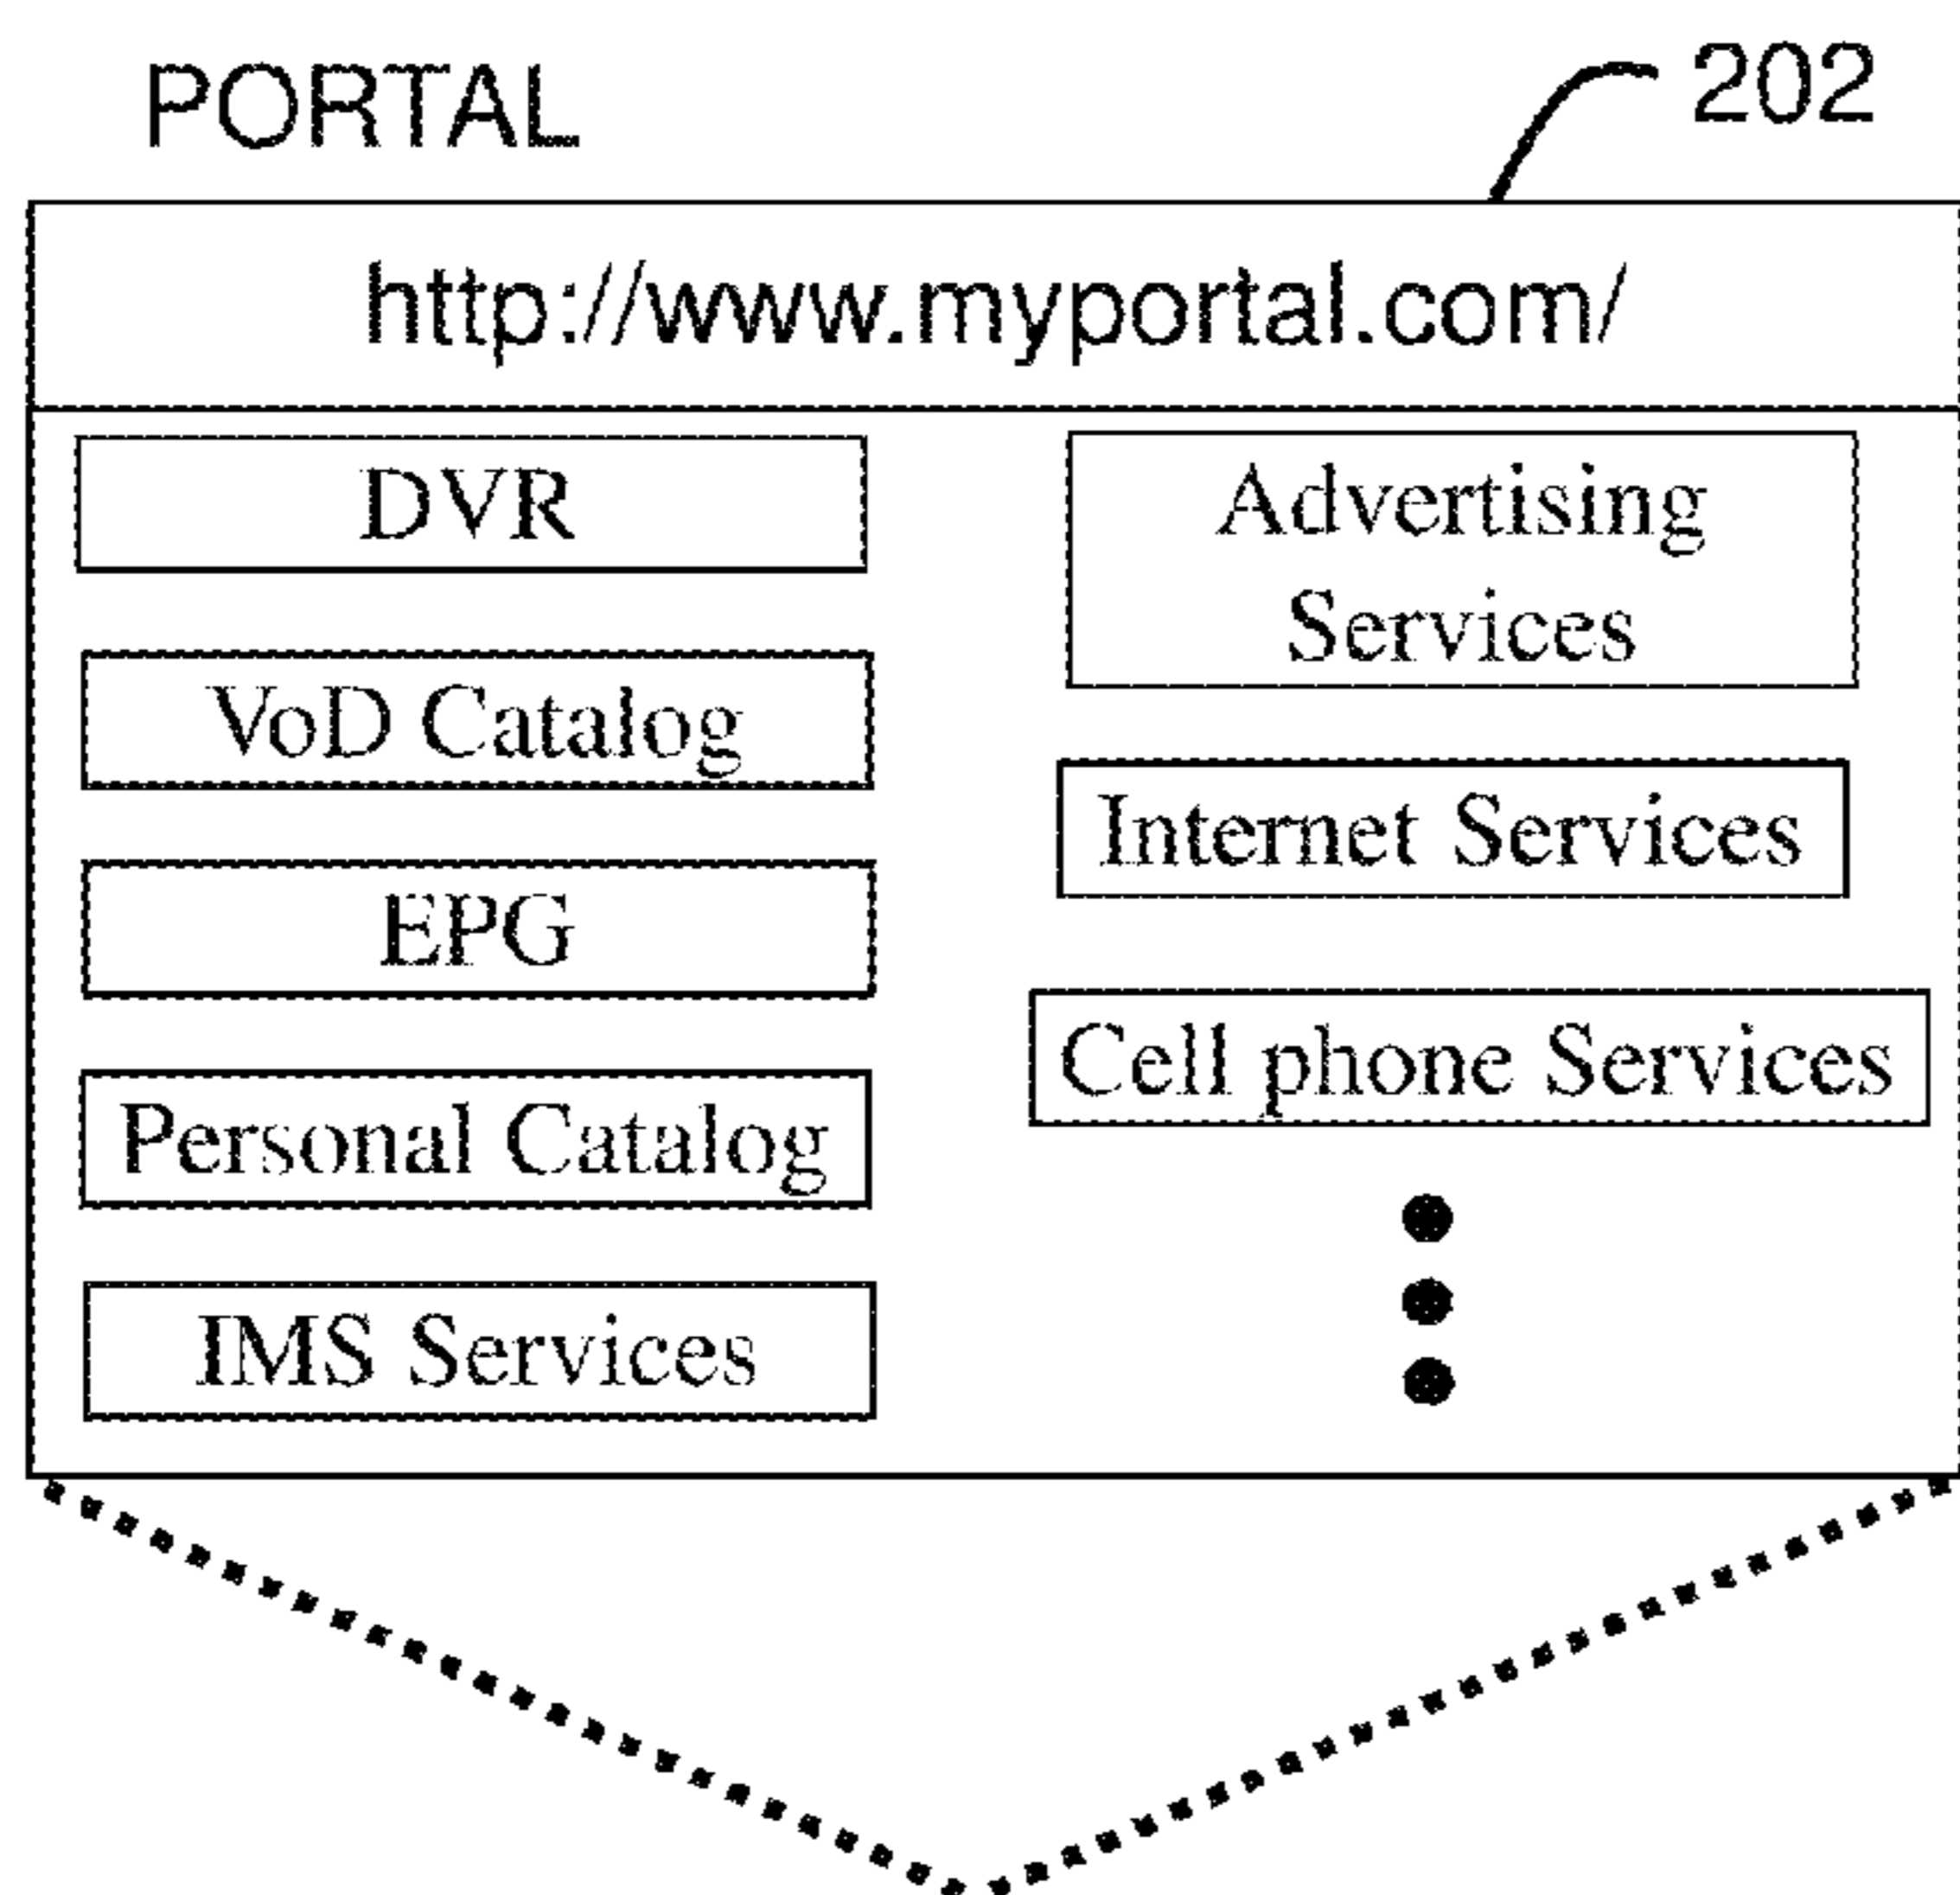 PORTAL
202
http://www.myportal.com/
DVR
VoD Catalog
EPG
Personal Catalog
IMS Services
Advertising
Services
Internet Services
Cell phone Services